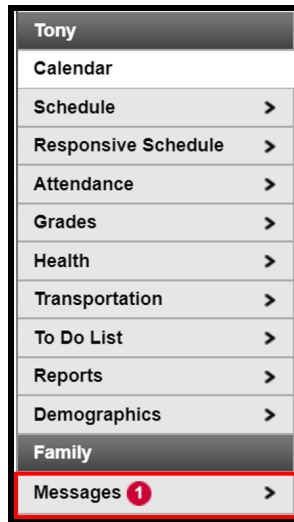 Tony
Calendar
Schedule
Responsive Schedule
Attendance
Grades
Health
Transportation
To Do List
Reports
Demographics
Family
Messages 1